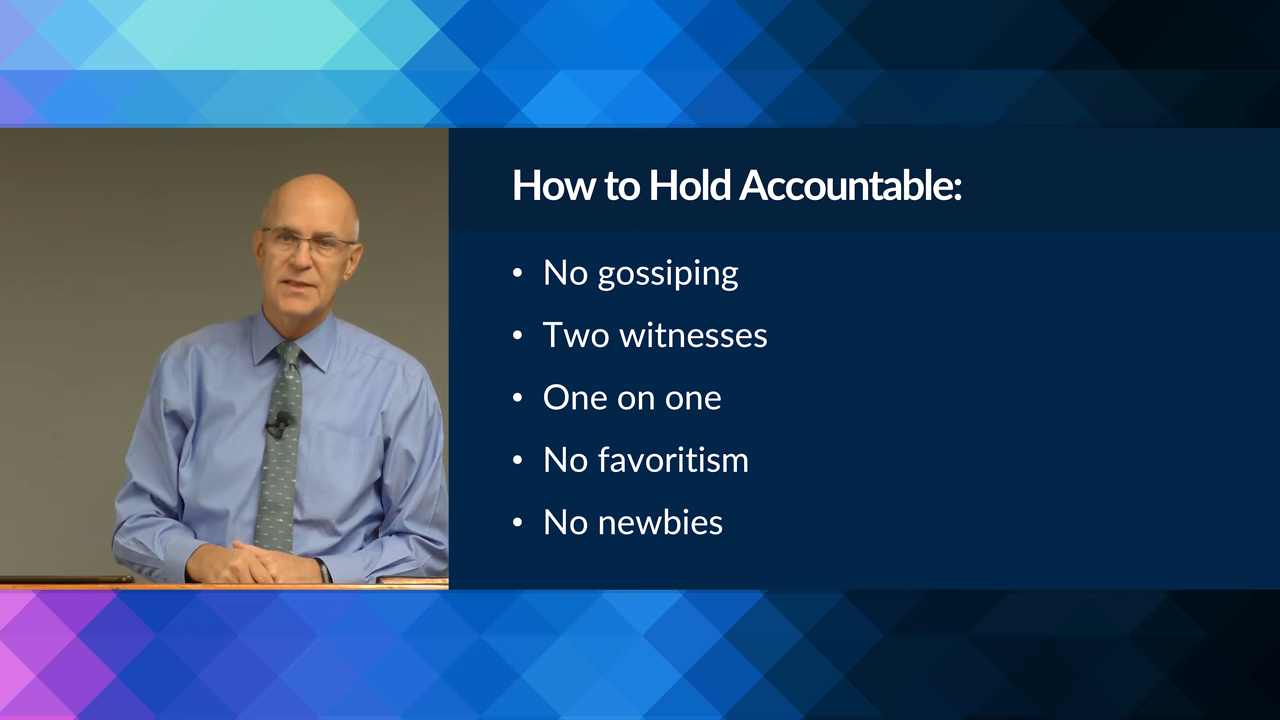 How to Hold Accountable:
• No gossiping
• Two witnesses
• One on one
• No favoritism
• No newbies